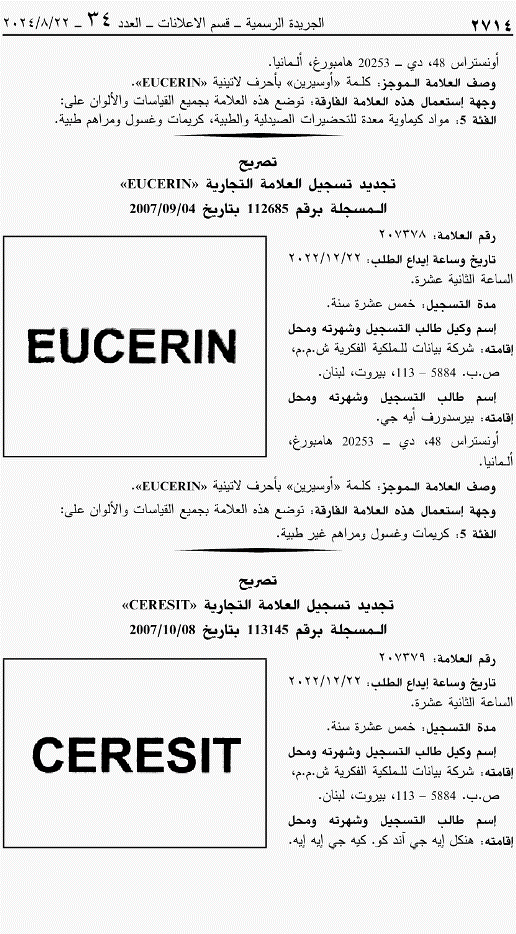 ٢٧١٤ الجريدة الرسمية ـ قسم الاعلانات ـ العدد ٣٤ ـ ٢٠٢٤/٨/٢٢
أونستراس 48، دي ــ 20253 هامبورغ، ألمانيا.
وصف العلامة الموجز: كلمة «أوسيرين» بأحرف لاتينية «EUCERIN».
وجهة إستعمال هذه العلامة الفارقة: توضع هذه العلامة بجميع القياسات والألوان على:
الفئة 5: مواد كيماوية معدة للتحضيرات الصيدلية والطبية، كريمات وغسول ومراهم طبية.
تصريح
تجديد تسجيل العلامة التجارية «EUCERIN»
المسجلة برقم 112685 بتاريخ 2007/09/04
رقم العلامة: ٢٠٧٣٧٨
تاريخ وساعة إيداع الطلب: ٢٠٢٢/١٢/٢٢
الساعة الثانية عشرة.
مدة التسجيل: خمس عشرة سنة.
إسم وكيل طالب التسجيل وشهرته ومحل
إقامته: شركة بيانات للملكية الفكرية ش.م.م،
ص.ب. 5884 – 113، بيروت، لبنان.
إسم طالب التسجيل وشهرته ومحل
إقامته: بيرسدورف أيه جي.
أونستراس 48، دي ــ 20253 هامبورغ،
ألمانيا.
EUCERIN
وصف العلامة الموجز: كلمة «أوسيرين» بأحرف لاتينية «EUCERIN».
وجهة إستعمال هذه العلامة الفارقة: توضع هذه العلامة بجميع القياسات والألوان على:
الفئة 5: كريمات وغسول ومراهم غير طبية.
تصريح
تجديد تسجيل العلامة التجارية «CERESIT»
المسجلة برقم 113145 بتاريخ 2007/10/08
رقم العلامة: ٢٠٧٣٧٩
تاريخ وساعة إيداع الطلب: ٢٠٢٢/١٢/٢٢
الساعة الثانية عشرة.
مدة التسجيل: خمس عشرة سنة.
إسم وكيل طالب التسجيل وشهرته ومحل
إقامته: شركة بيانات للملكية الفكرية ش.م.م،
ص.ب. 5884 – 113، بيروت، لبنان.
إسم طالب التسجيل وشهرته ومحل
إقامته: هنكل إيه جي آند كو. كيه جي إيه إيه.
CERESIT